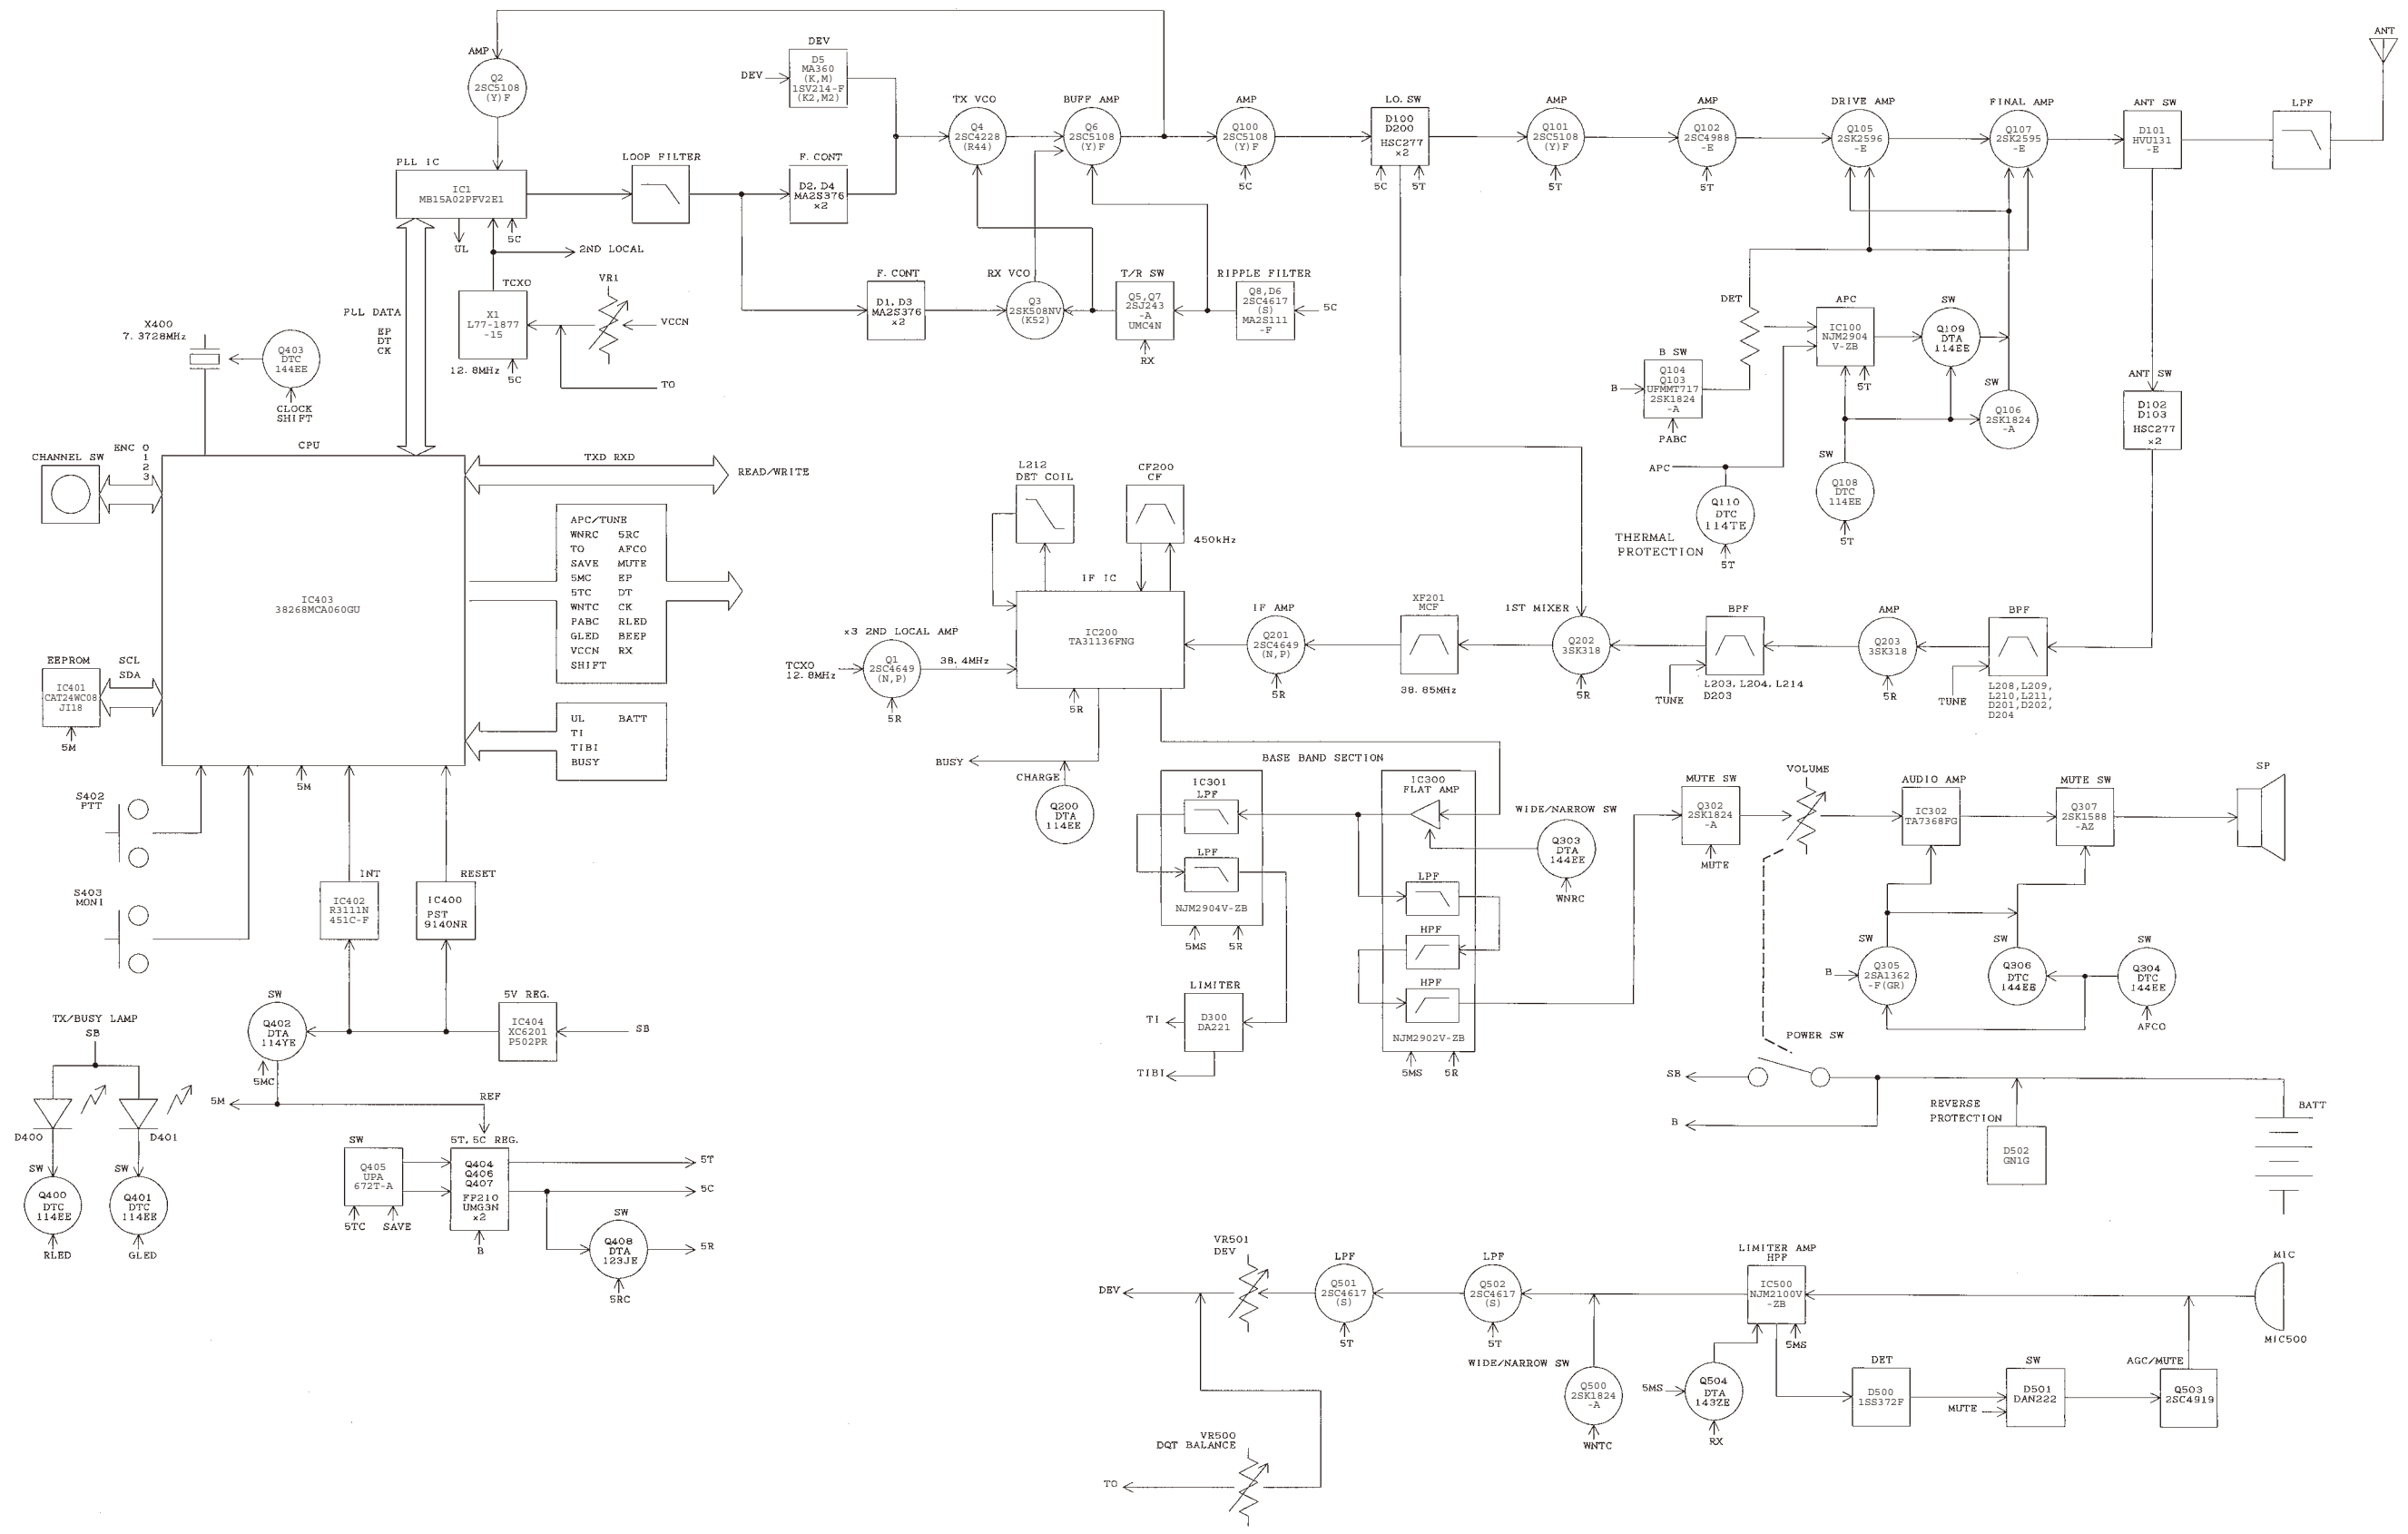 AMP
Q2
2SC5108
(Y)F
DEV
DEV
D5
MA360
(K,M)
1SV214-F
(K2,M2)
TX VCO
Q4
2SC4228
(R44)
BUFF AMP
Q6
2SC5108
(Y)F
AMP
Q100
2SC5108
(Y)F
5C
LO. SW
D100
D200
HSC277
×2
5C
5T
AMP
Q101
2SC5108
(Y)F
5T
AMP
Q102
2SC4988
-E
5T
DRIVE AMP
Q105
2SK2596
-E
FINAL AMP
Q107
2SK2595
-E
ANT SW
D101
HVU131
-E
LPF
ANT
PLL IC
IC1
MB15A02PFV2E1
UL
5C
2ND LOCAL
LOOP FILTER
F. CONT
D2, D4
MA2S376
×2
F. CONT
D1, D3
MA2S376
×2
RX VCO
Q3
2SK508NV
(K52)
T/R SW
Q5, Q7
2SJ243
-A
UMC4N
RX
RIPPLE FILTER
Q8, D6
2SC4617
(S)
MA2S111
-F
5C
TCXO
X1
L77-1877
-15
12. 8MHz
5C
VR1
VCCN
TO
PLL DATA
EP
DT
CK
X400
7. 3728MHz
Q403
DTC
144EE
CLOCK
SHIFT
DET
B SW
B
Q104
Q103
UFMMT717
2SK1824
-A
PABC
APC
IC100
NJM2904
V-ZB
5T
SW
Q109
DTA
114EE
SW
Q106
2SK1824
-A
SW
Q108
DTC
114EE
5T
APC
Q110
DTC
114TE
5T
THERMAL
PROTECTION
ANT SW
D102
D103
HSC277
×2
CHANNEL SW
ENC 0
1
2
3
CPU
IC403
38268MCA060GU
TXD RXD
READ/WRITE
APC/TUNE
WNRC 5RC
TO AFCO
SAVE MUTE
5MC EP
5TC DT
WNTC CK
PABC RLED
GLED BEEP
VCCN RX
SHIFT
UL BATT
TI
TIBI
BUSY
EEPROM
IC401
CAT24WC08
JI18
5M
SCL
SDA
5M
S402
PTT
S403
MONI
INT
IC402
R3111N
451C-F
RESET
IC400
PST
9140NR
L212
DET COIL
CF200
CF
450kHz
IF IC
IC200
TA31136FNG
5R
×3 2ND LOCAL AMP
TCXO
12. 8MHz
Q1
2SC4649
(N,P)
5R
38. 4MHz
IF AMP
Q201
2SC4649
(N,P)
5R
XF201
MCF
38. 85MHz
1ST MIXER
Q202
3SK318
5R
BPF
TUNE
L203, L204, L214
D203
AMP
Q203
3SK318
5R
BPF
TUNE
L208, L209,
L210, L211,
D201, D202,
D204
BUSY
CHARGE
Q200
DTA
114EE
BASE BAND SECTION
IC301
LPF
LPF
NJM2904V-ZB
5MS
5R
IC300
FLAT AMP
LPF
HPF
HPF
NJM2902V-ZB
5MS
5R
WIDE/NARROW SW
Q303
DTA
144EE
WNRC
LIMITER
D300
DA221
TI
TIBI
MUTE SW
Q302
2SK1824
-A
MUTE
VOLUME
AUDIO AMP
IC302
TA7368FG
MUTE SW
Q307
2SK1588
-AZ
SP
SW
B
Q305
2SA1362
-F(GR)
SW
Q306
DTC
144EE
SW
Q304
DTC
144EE
AFCO
POWER SW
SB
B
REVERSE
PROTECTION
D502
GN1G
BATT
TX/BUSY LAMP
SB
D400
D401
SW
Q400
DTC
114EE
RLED
SW
Q401
DTC
114EE
GLED
SW
Q402
DTA
114YE
5MC
5M
5V REG.
IC404
XC6201
P502PR
SB
REF
SW
Q405
UPA
672T-A
5TC
SAVE
5T, 5C REG.
Q404
Q406
Q407
FP210
UMG3N
×2
B
5T
5C
SW
Q408
DTA
123JE
5RC
5R
VR501
DEV
DEV
LPF
Q501
2SC4617
(S)
5T
LPF
Q502
2SC4617
(S)
5T
WIDE/NARROW SW
Q500
2SK1824
-A
WNTC
LIMITER AMP
HPF
IC500
NJM2100V
-ZB
5MS
5MS
Q504
DTA
143ZE
RX
DET
D500
1SS372F
SW
D501
DAN222
MUTE
AGC/MUTE
Q503
2SC4919
MIC
MIC500
VR500
DQT BALANCE
TO